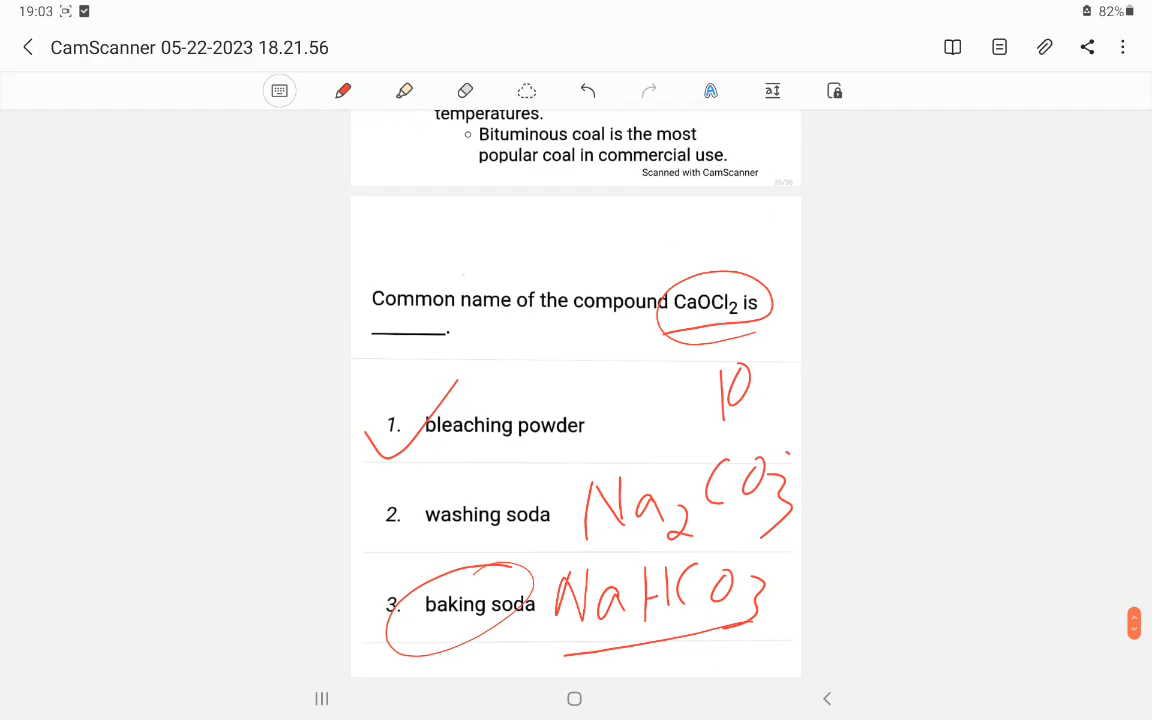 19:03 82%
CamScanner 05-22-2023 18.21.56
temperatures.
○ Bituminous coal is the most
popular coal in commercial use.
Scanned with CamScanner
33/36
Common name of the compound CaOCl₂ is
______.
10
1. bleaching powder
2. washing soda Na₂CO₃
3. baking soda NaHCO₃